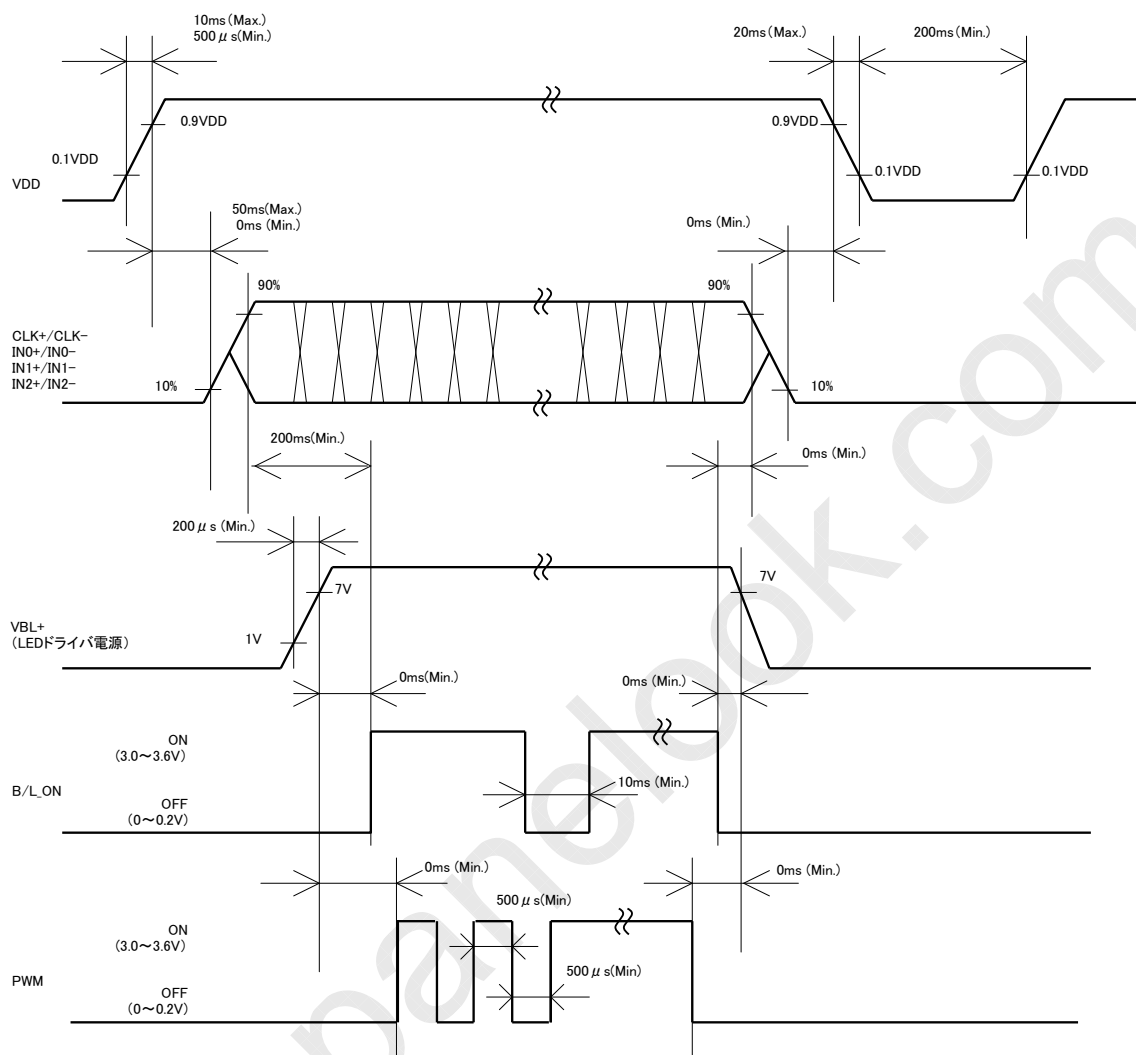 10ms(Max.)
500μs(Min.)
20ms(Max.)
200ms(Min.)
0.9VDD
0.9VDD
0.1VDD
0.1VDD
0.1VDD
VDD
50ms(Max.)
0ms (Min.)
0ms (Min.)
90%
90%
CLK+/CLK-
IN0+/IN0-
IN1+/IN1-
IN2+/IN2-
10%
10%
200ms(Min.)
0ms (Min.)
200μs (Min.)
7V
7V
VBL+
(LEDドライバ電源)
1V
0ms(Min.)
0ms (Min.)
ON
(3.0~3.6V)
B/L_ON
10ms (Min.)
OFF
(0~0.2V)
0ms (Min.)
0ms (Min.)
500μs(Min)
ON
(3.0~3.6V)
500μs(Min)
PWM
OFF
(0~0.2V)
panelook.com